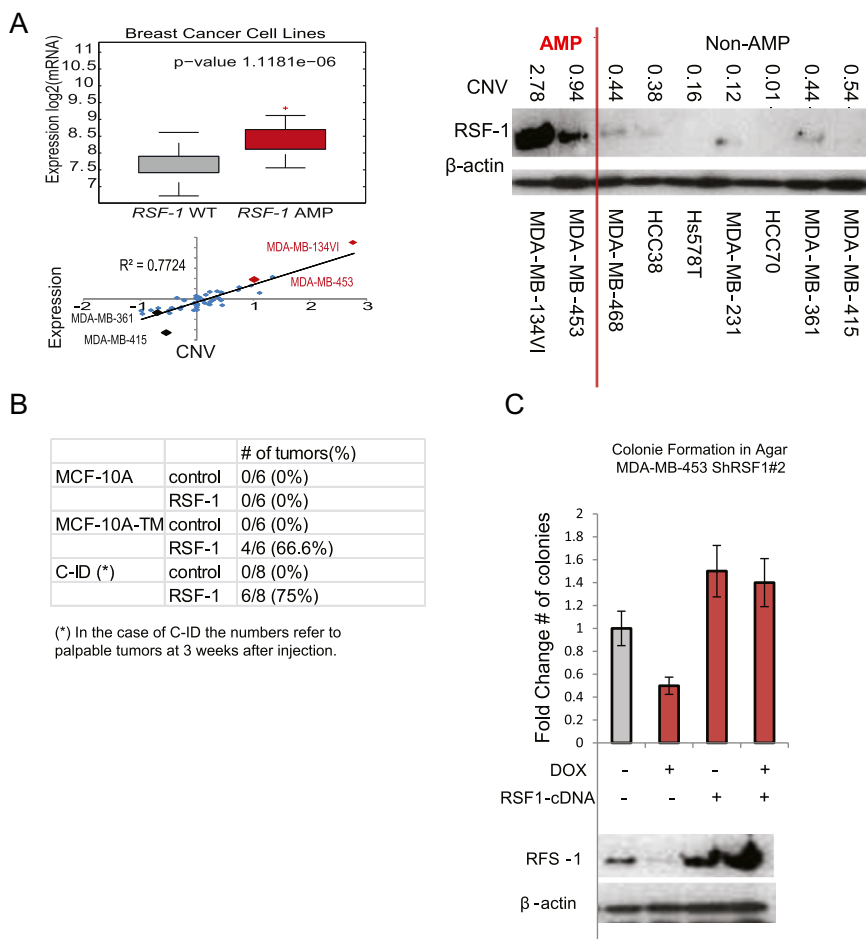 A
Breast Cancer Cell Lines
p-value 1.1181e-06
Expression log2(mRNA)
11
10.5
10
9.5
9
8.5
8
7.5
7
RSF-1 WT
RSF-1 AMP
R² = 0.7724
MDA-MB-134VI
MDA-MB-453
-2
-1
0
1
2
3
MDA-MB-361
MDA-MB-415
Expression
CNV
AMP
Non-AMP
CNV
2.78
0.94
0.44
0.38
0.16
0.12
0.01
0.44
0.54
RSF-1
β-actin
MDA-MB-134VI
MDA-MB-453
MDA-MB-468
HCC38
Hs578T
MDA-MB-231
HCC70
MDA-MB-361
MDA-MB-415
B
# of tumors(%)
MCF-10A control 0/6 (0%)
RSF-1 0/6 (0%)
MCF-10A-TM control 0/6 (0%)
RSF-1 4/6 (66.6%)
C-ID (*) control 0/8 (0%)
RSF-1 6/8 (75%)
(*) In the case of C-ID the numbers refer to
palpable tumors at 3 weeks after injection.
C
Colonie Formation in Agar
MDA-MB-453 ShRSF1#2
Fold Change # of colonies
2
1.8
1.6
1.4
1.2
1
0.8
0.6
0.4
0.2
0
DOX - + - +
RSF1-cDNA - - + +
RFS -1
β -actin